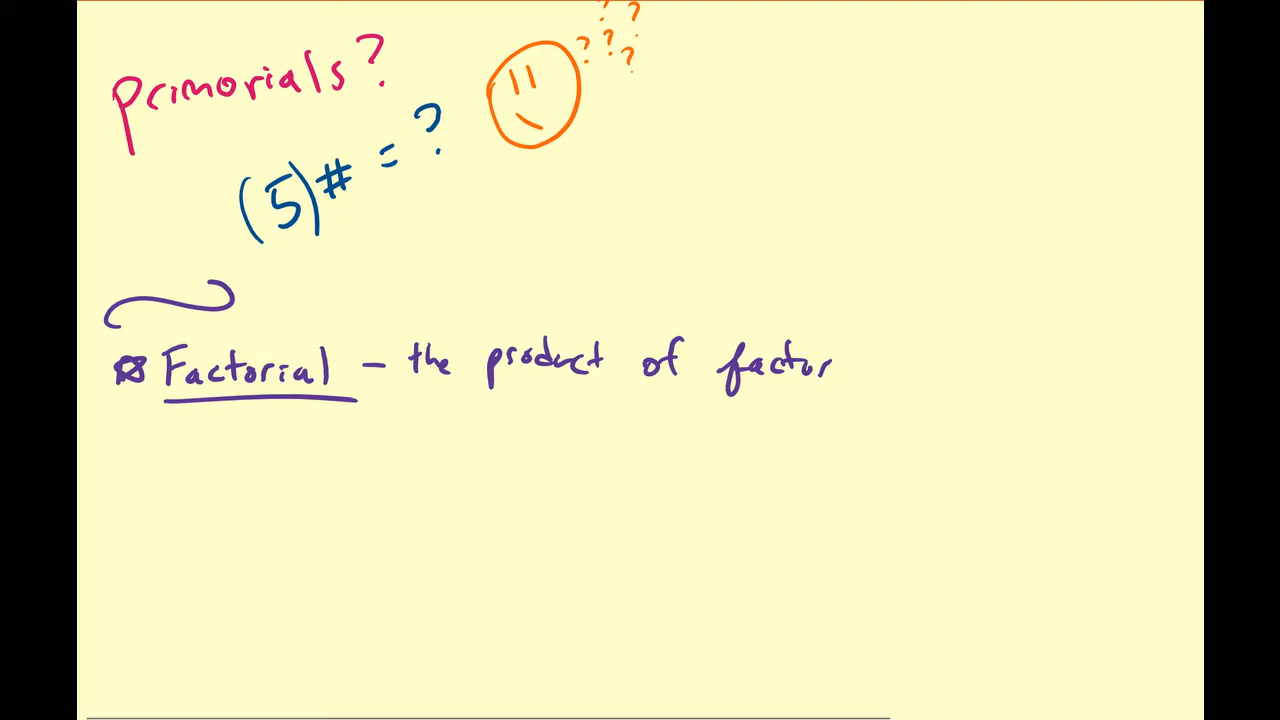 Primorials?
? ? ? ? ?
(5)# = ?
Factorial - the product of factor